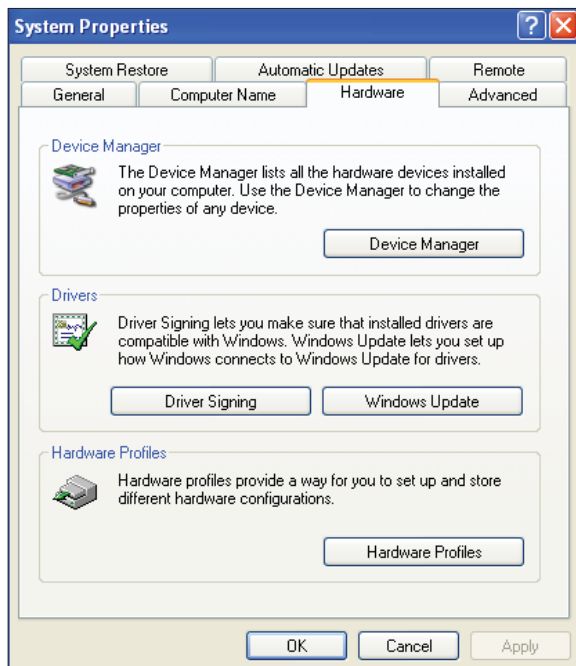 System Properties
System Restore
Automatic Updates
Remote
General
Computer Name
Hardware
Advanced
Device Manager
The Device Manager lists all the hardware devices installed
on your computer. Use the Device Manager to change the
properties of any device.
Device Manager
Drivers
Driver Signing lets you make sure that installed drivers are
compatible with Windows. Windows Update lets you set up
how Windows connects to Windows Update for drivers.
Driver Signing
Windows Update
Hardware Profiles
Hardware profiles provide a way for you to set up and store
different hardware configurations.
Hardware Profiles
OK
Cancel
Apply